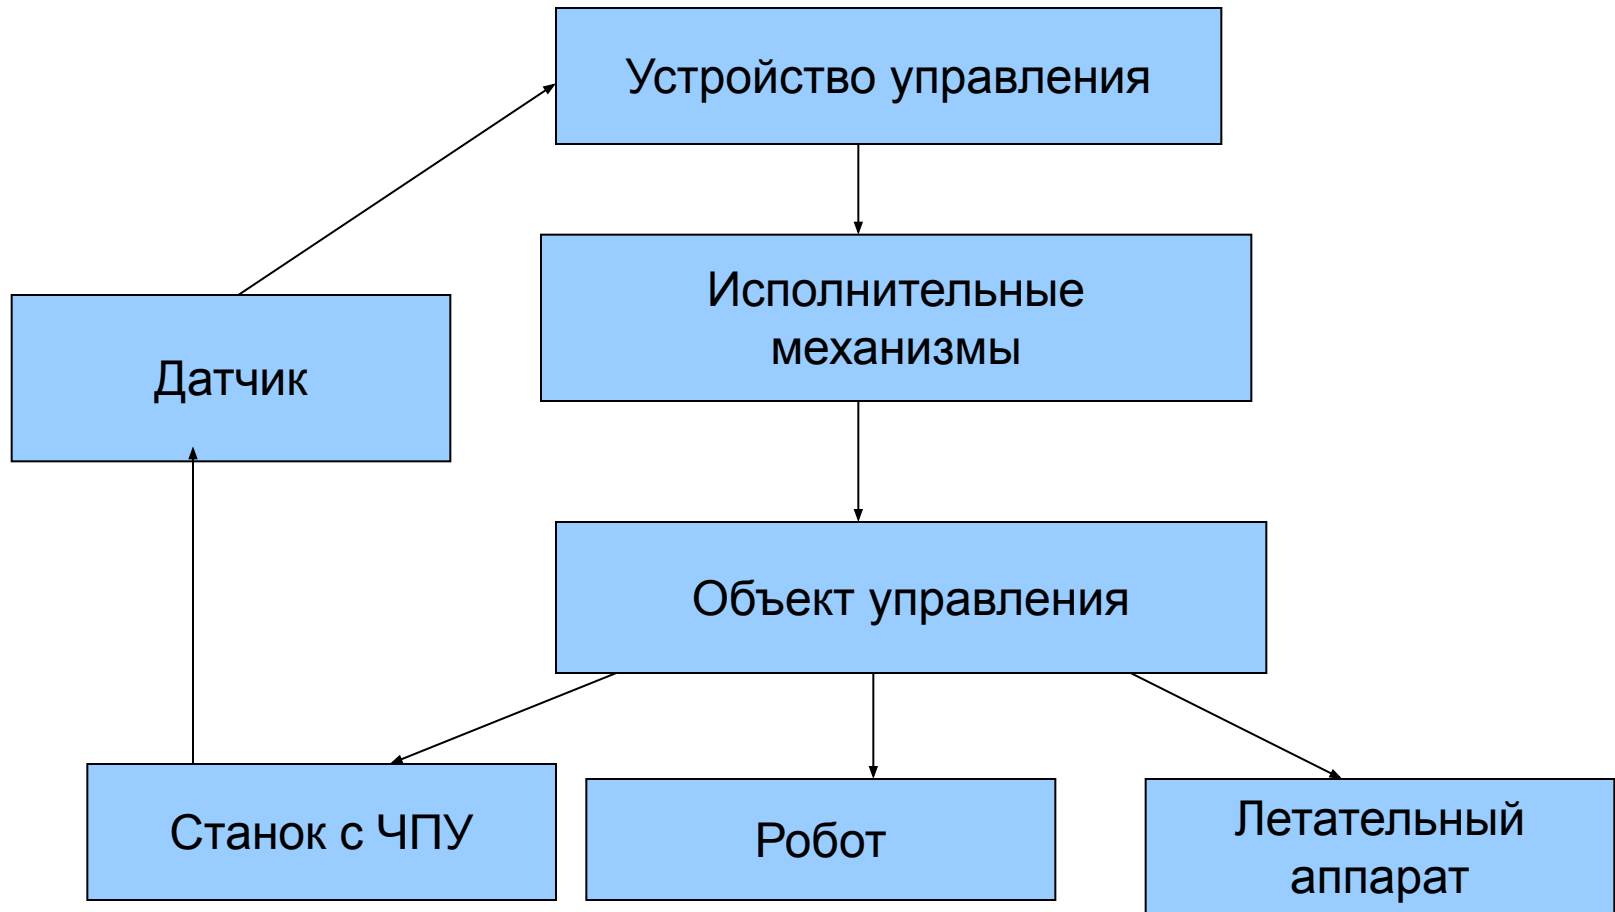 Устройство управления
Исполнительные
механизмы
Датчик
Объект управления
Станок с ЧПУ
Робот
Летательный
аппарат